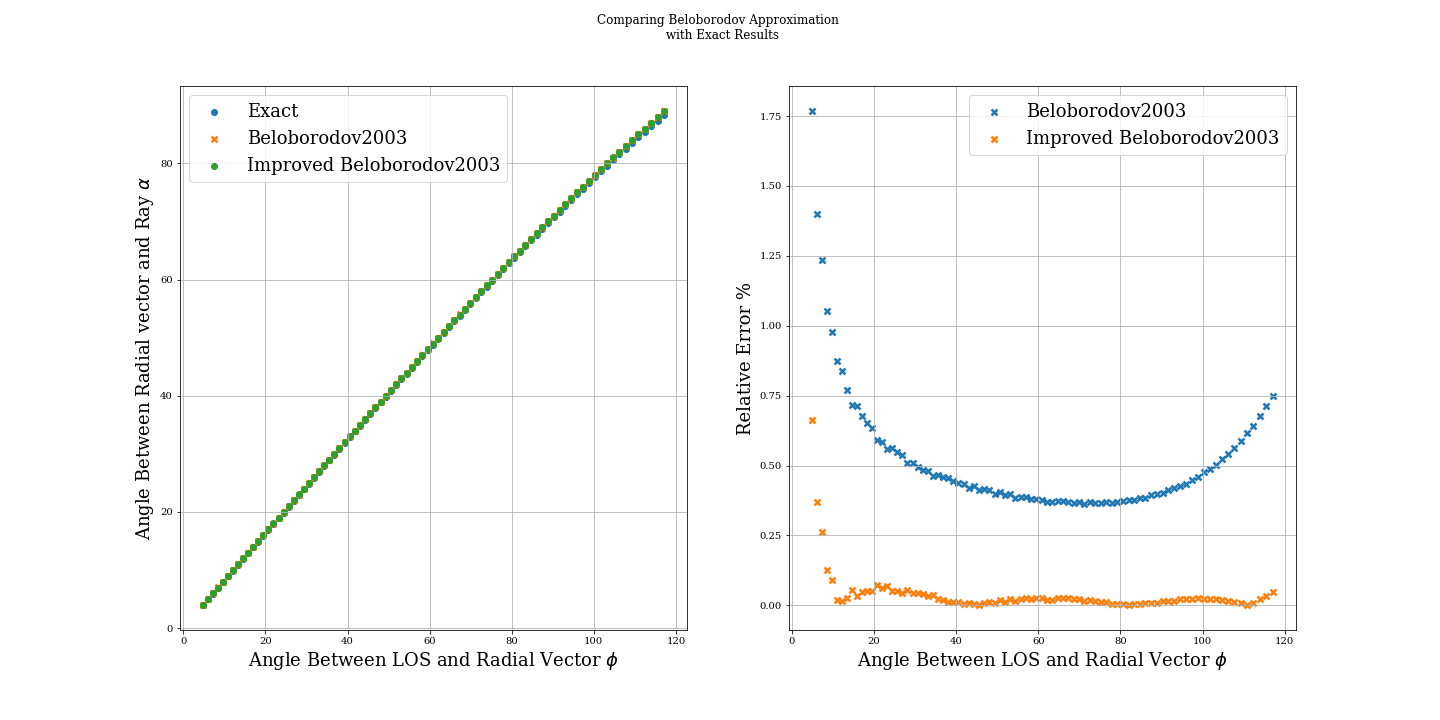 Comparing Beloborodov Approximation
with Exact Results
Exact
Beloborodov2003
Improved Beloborodov2003
Angle Between Radial vector and Ray α
80
60
40
20
0
0 20 40 60 80 100 120
Angle Between LOS and Radial Vector ϕ
Beloborodov2003
Improved Beloborodov2003
Relative Error %
1.75
1.50
1.25
1.00
0.75
0.50
0.25
0.00
0 20 40 60 80 100 120
Angle Between LOS and Radial Vector ϕ